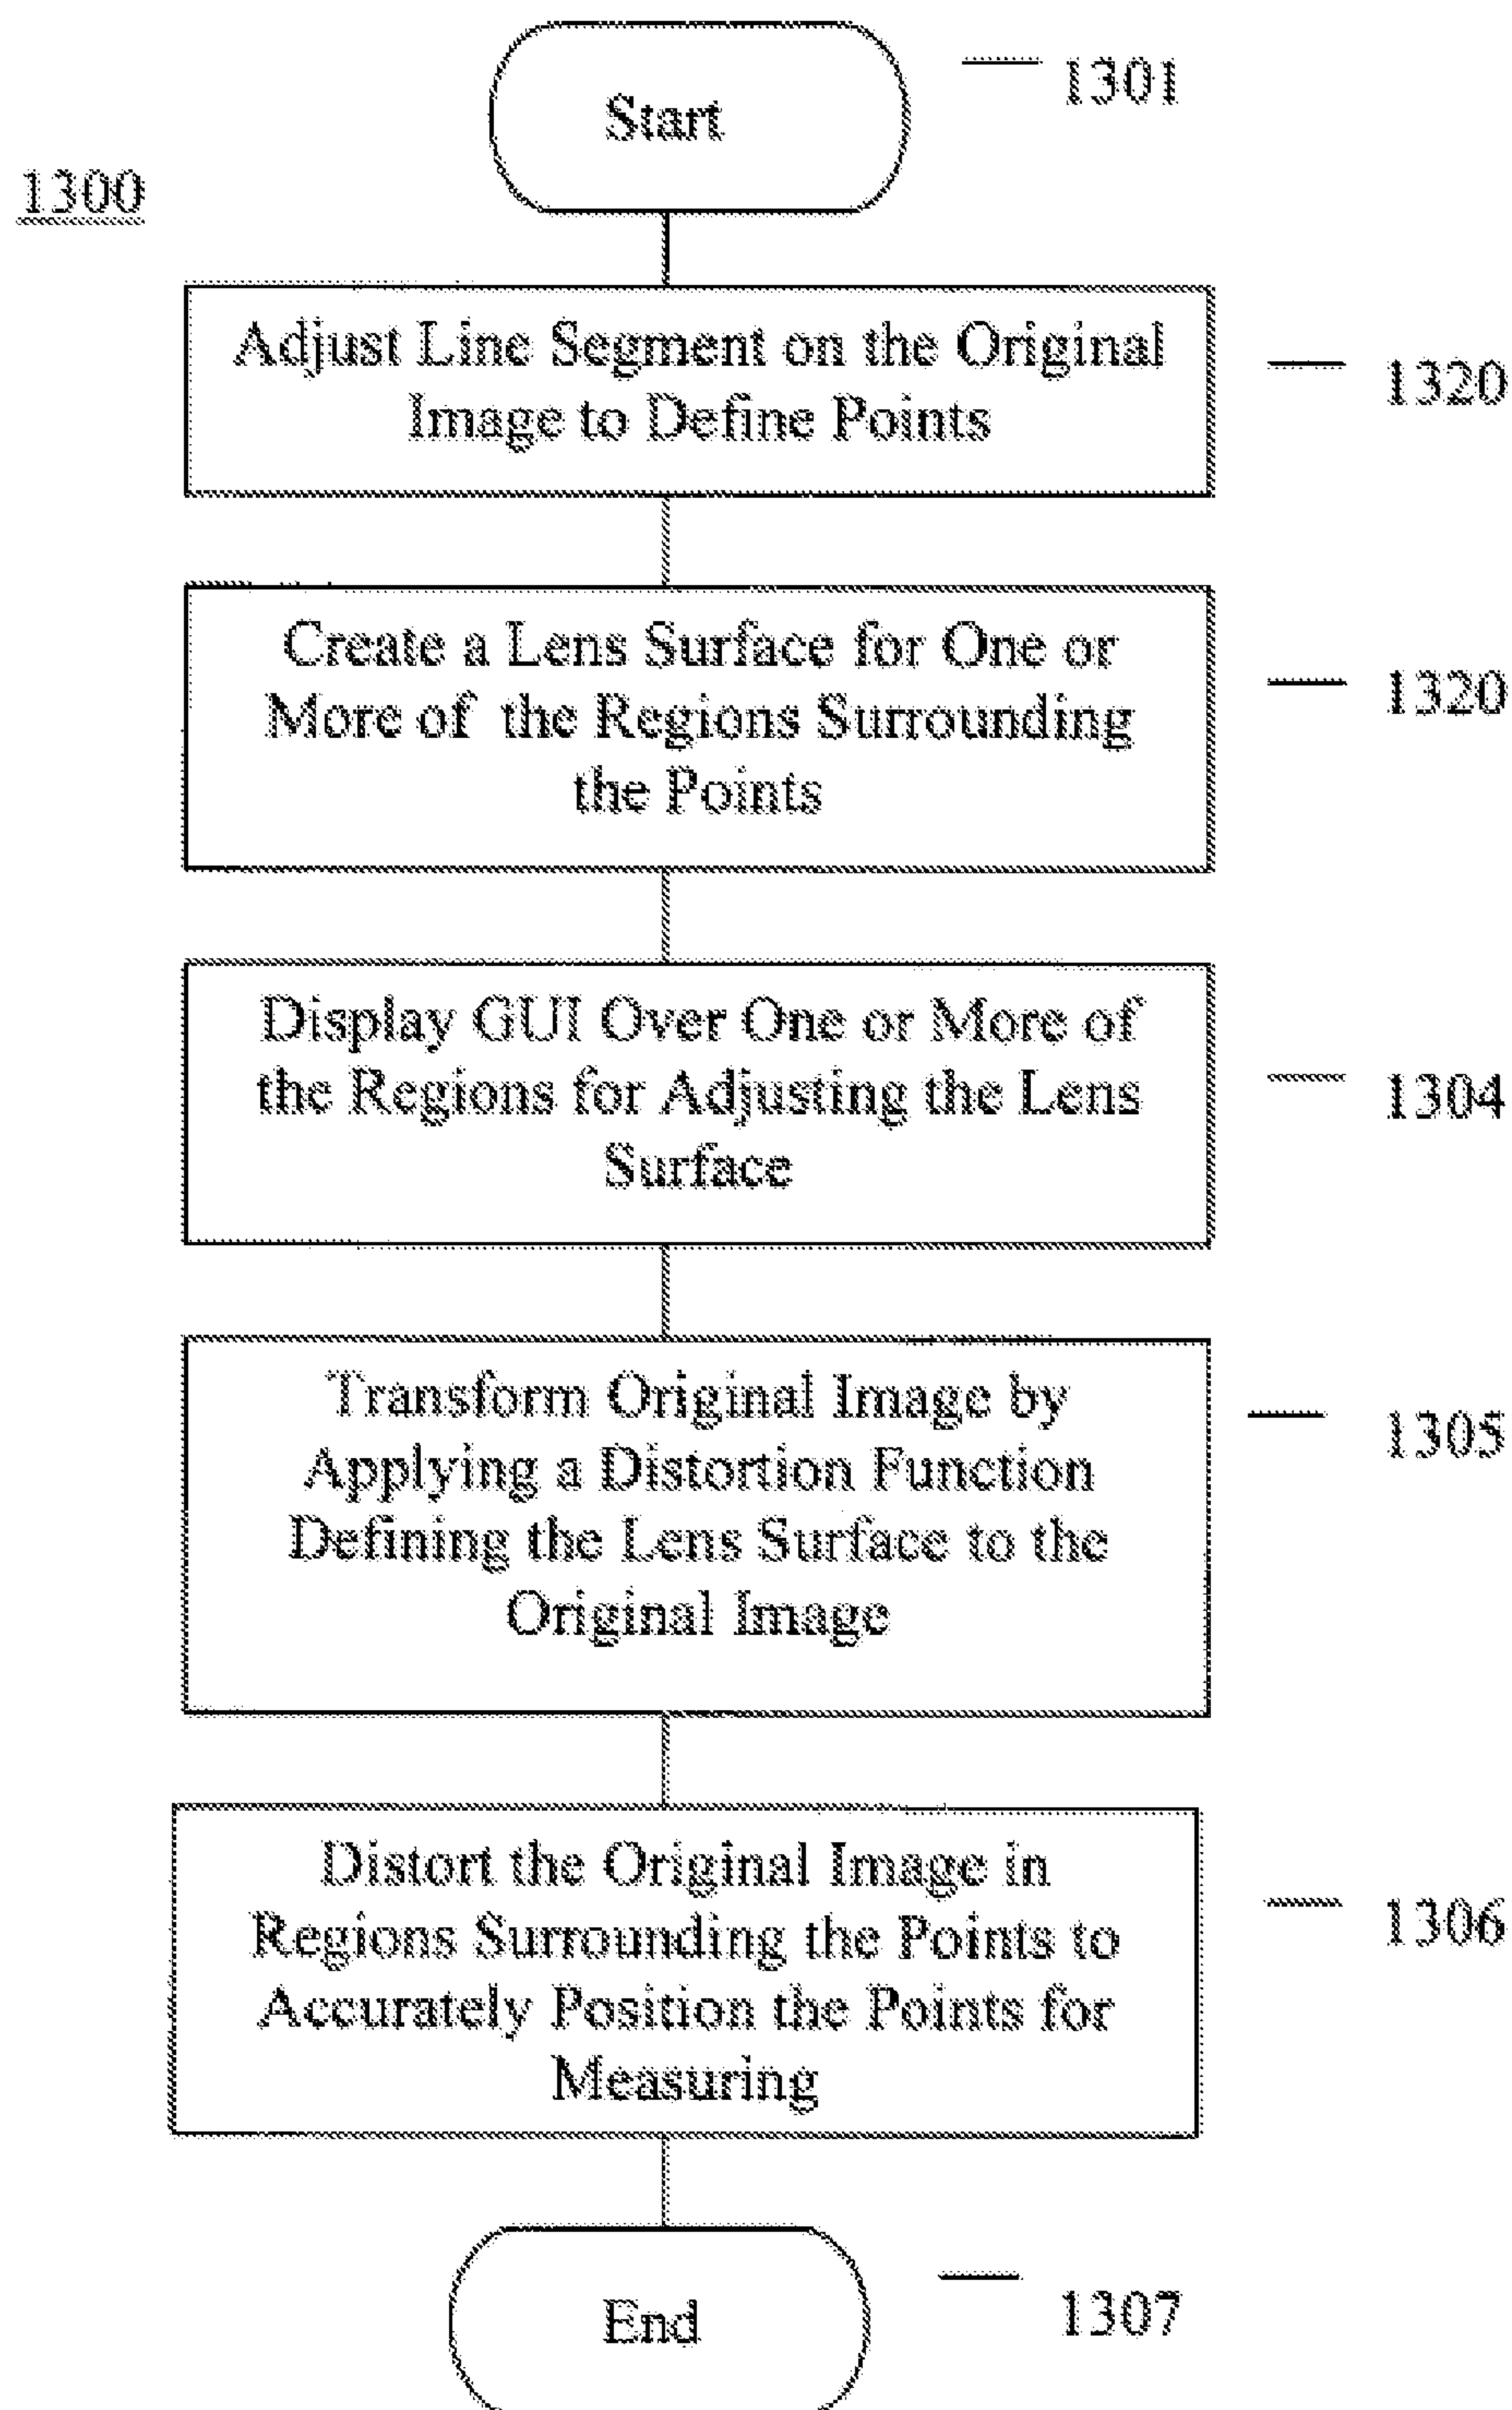 Start
1301
1300
Adjust Line Segment on the Original
Image to Define Points
1320
Create a Lens Surface for One or
More of the Regions Surrounding
the Points
1320
Display GUI Over One or More of
the Regions for Adjusting the Lens
Surface
1304
Transform Original Image by
Applying a Distortion Function
Defining the Lens Surface to the
Original Image
1305
Distort the Original Image in
Regions Surrounding the Points to
Accurately Position the Points for
Measuring
1306
End
1307